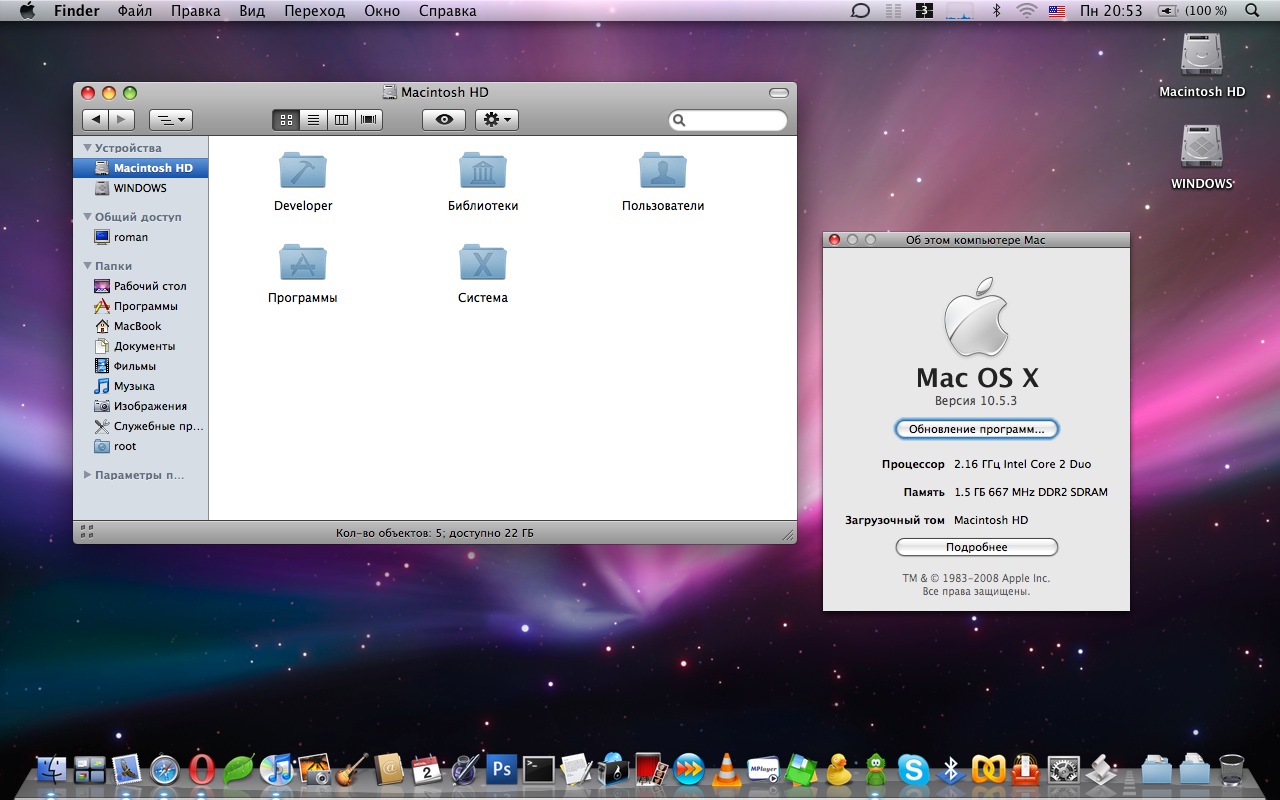 Finder Файл Правка Вид Переход Окно Справка
3 Пн 20:53 (100 %)
Macintosh HD
Macintosh HD
WINDOWS
Устройства
Macintosh HD
WINDOWS
Общий доступ
roman
Папки
Рабочий стол
Программы
MacBook
Документы
Фильмы
Музыка
Изображения
Служебные пр...
root
Параметры п...
Developer Библиотеки Пользователи
Программы Система
Кол-во объектов: 5; доступно 22 ГБ
Об этом компьютере Mac
Mac OS X
Версия 10.5.3
Обновление программ...
Процессор 2.16 ГГц Intel Core 2 Duo
Память 1.5 ГБ 667 MHz DDR2 SDRAM
Загрузочный том Macintosh HD
Подробнее
TM & © 1983-2008 Apple Inc.
Все права защищены.
2
Ps
MPlayer